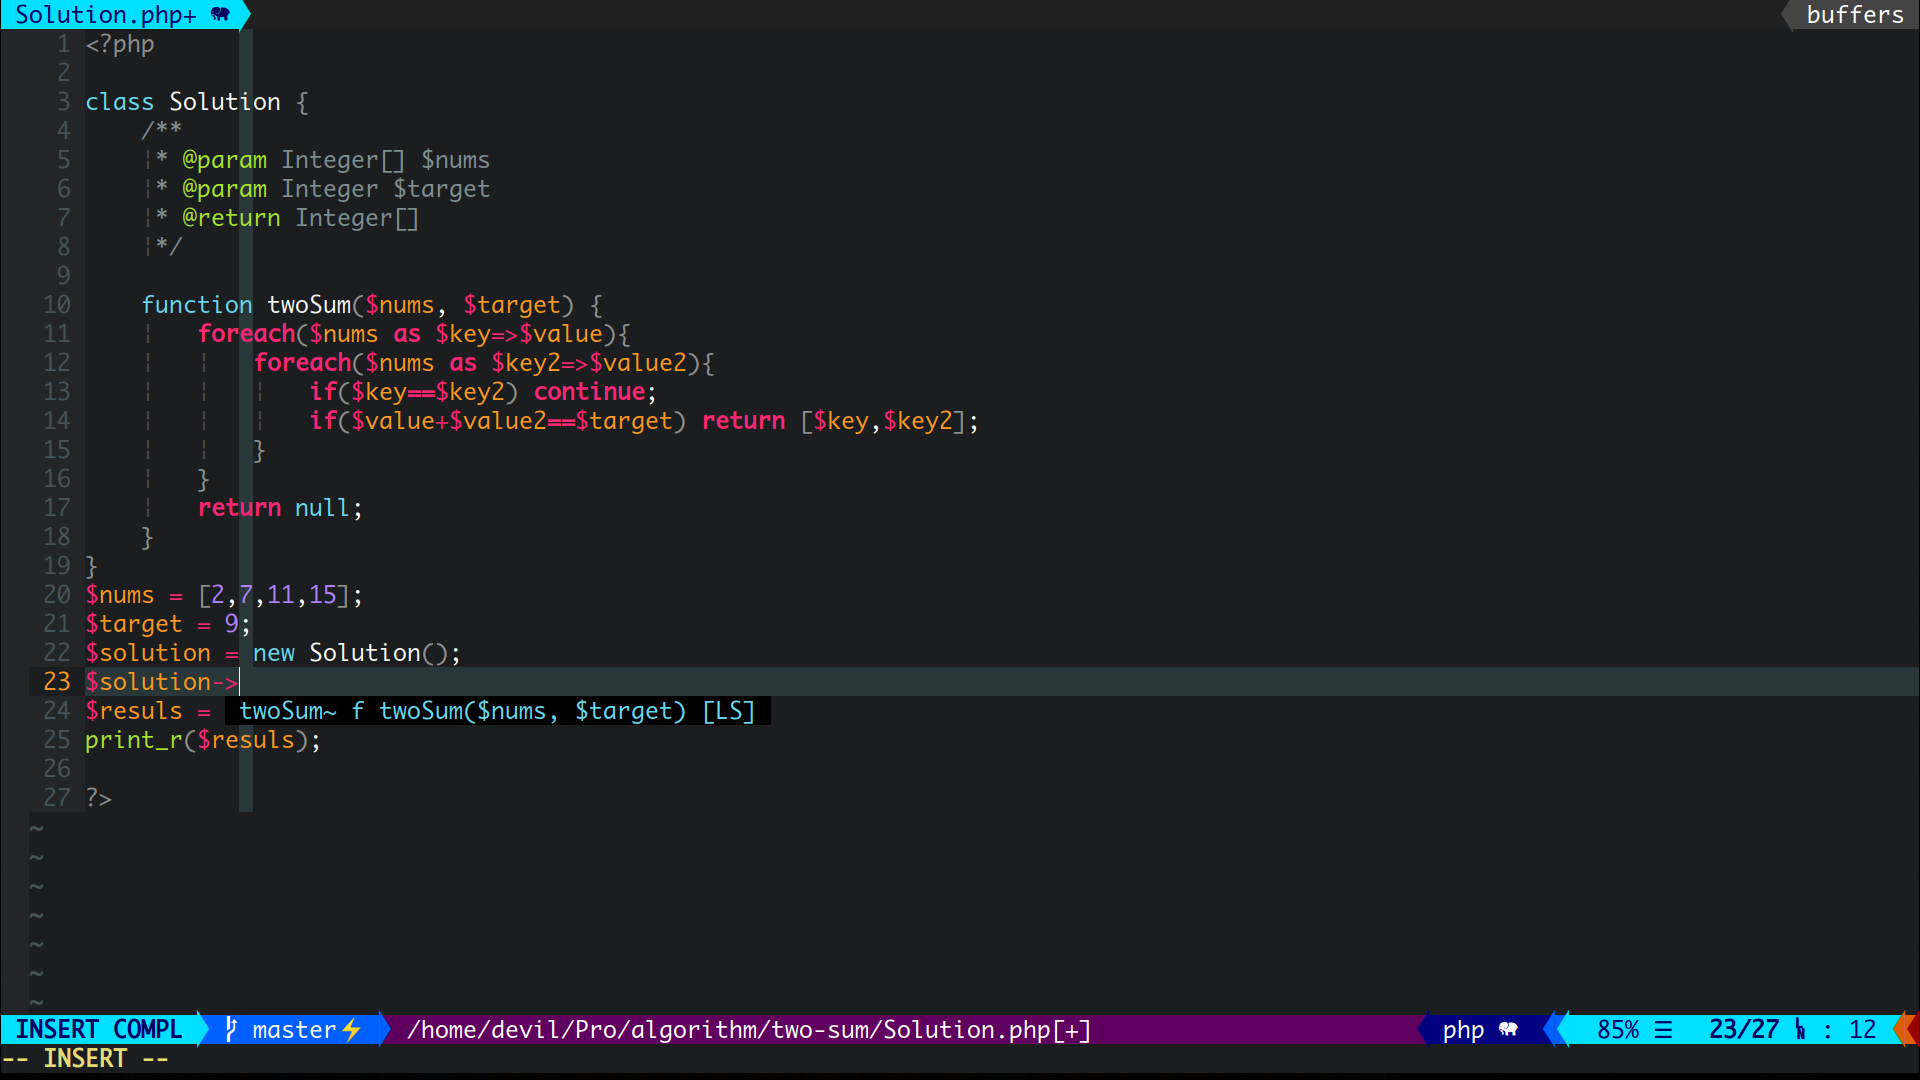 Solution.php+ buffers
1 <?php
2
3 class Solution {
4     /**
5     ¦* @param Integer[] $nums
6     ¦* @param Integer $target
7     ¦* @return Integer[]
8     ¦*/
9
10     function twoSum($nums, $target) {
11     ¦   foreach($nums as $key=>$value){
12     ¦   ¦   foreach($nums as $key2=>$value2){
13     ¦   ¦   ¦   if($key==$key2) continue;
14     ¦   ¦   ¦   if($value+$value2==$target) return [$key,$key2];
15     ¦   ¦   }
16     ¦   }
17     ¦   return null;
18     }
19 }
20 $nums = [2,7,11,15];
21 $target = 9;
22 $solution = new Solution();
23 $solution->
24 $resuls = twoSum~ f twoSum($nums, $target) [LS]
25 print_r($resuls);
26
27 ?>
~
~
~
~
~
~
~
INSERT COMPL master⚡ /home/devil/Pro/algorithm/two-sum/Solution.php[+] php 85% ☰ 23/27 : 12
-- INSERT --